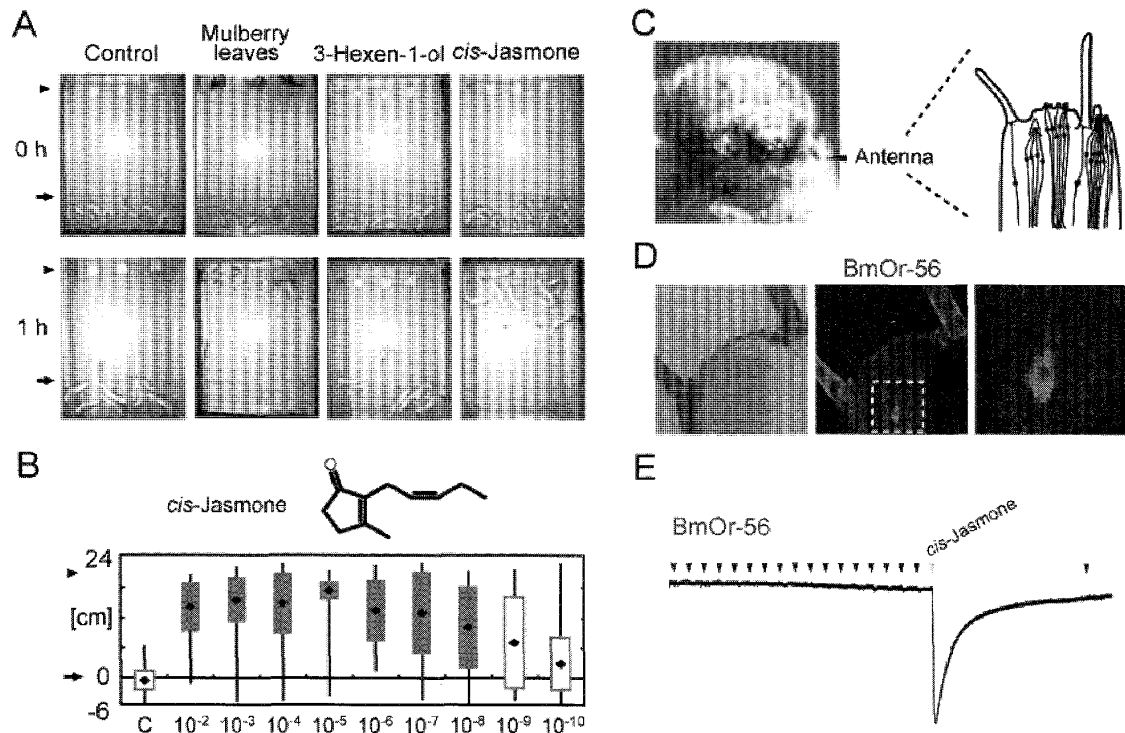 A
Control
Mulberry leaves
3-Hexen-1-ol
cis-Jasmone
0 h
1 h
B
cis-Jasmone
O
24
[cm]
0
-6
C 10⁻² 10⁻³ 10⁻⁴ 10⁻⁵ 10⁻⁶ 10⁻⁷ 10⁻⁸ 10⁻⁹ 10⁻¹⁰
C
Antenna
D
BmOr-56
E
BmOr-56
cis-Jasmone